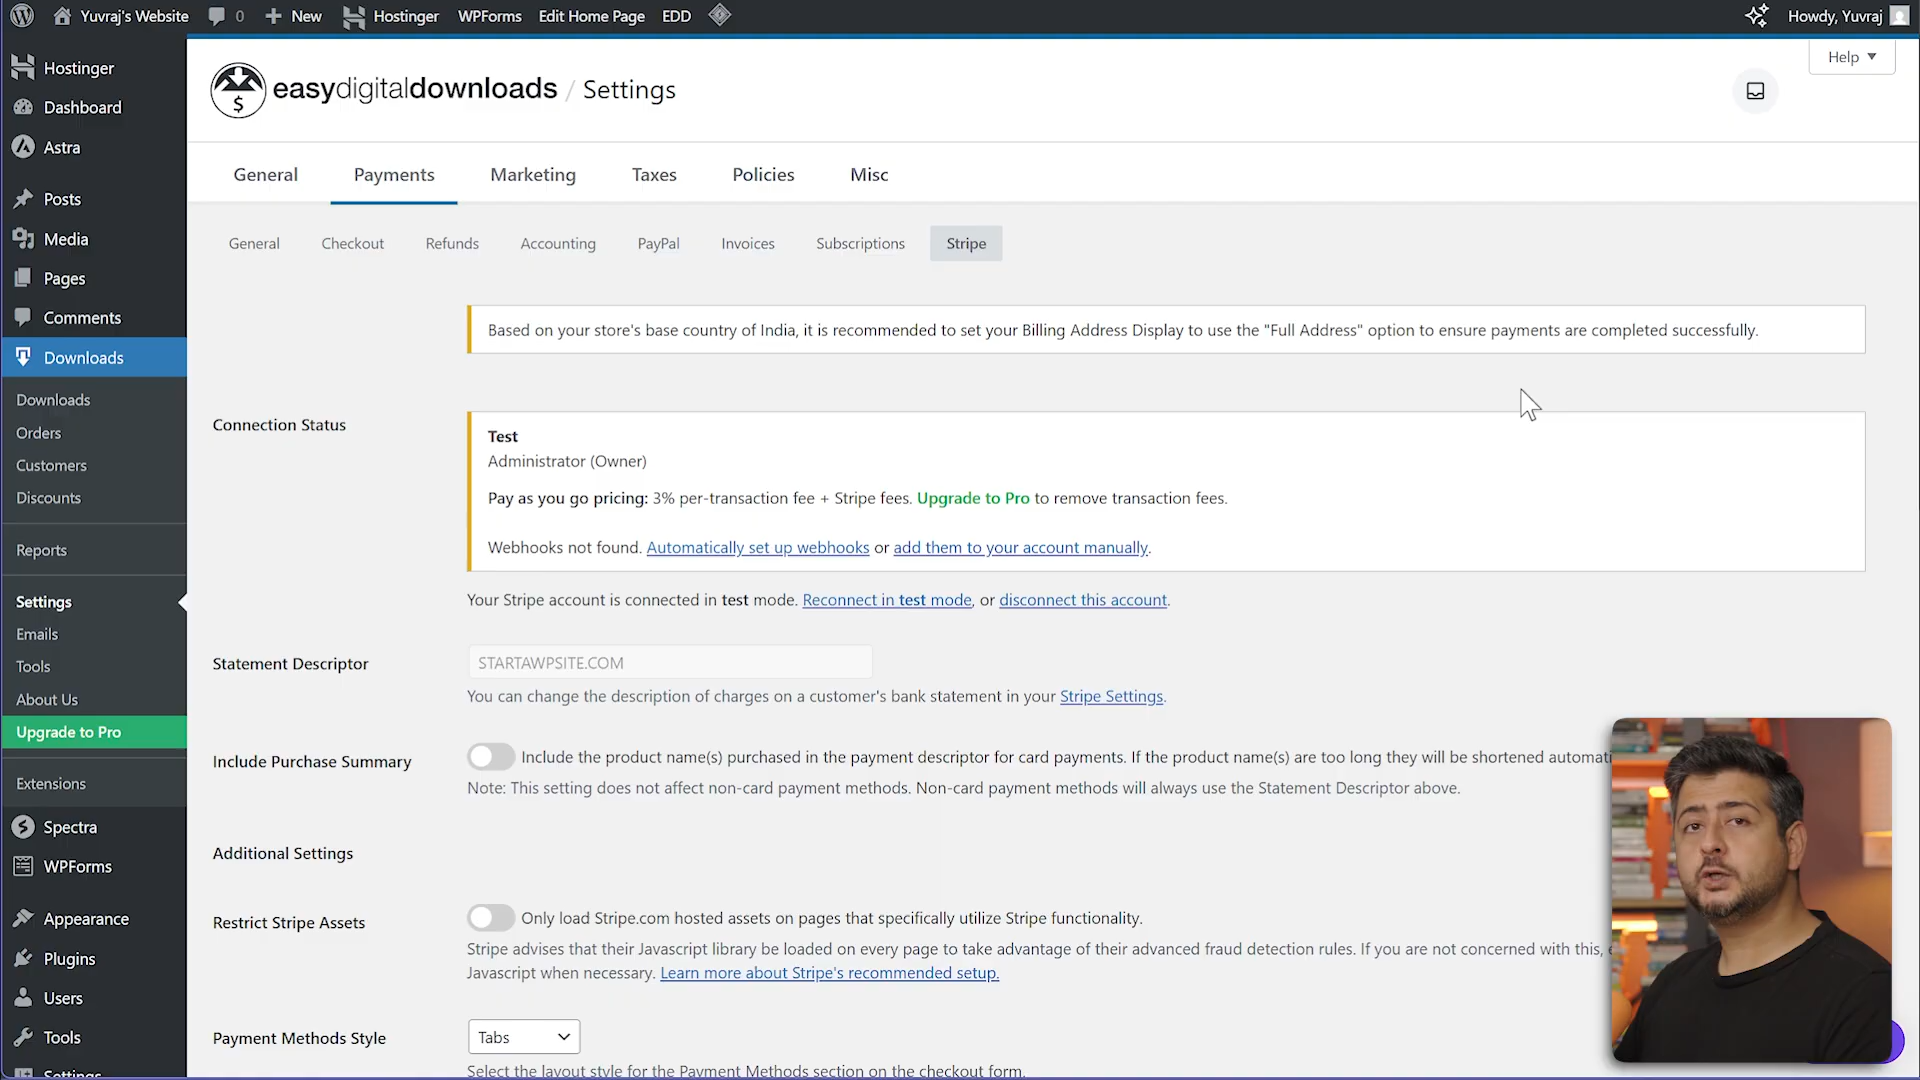 Yuvraj's Website
0
New
Hostinger
WPForms
Edit Home Page
EDD
Howdy, Yuvraj
Hostinger
Dashboard
Astra
Posts
Media
Pages
Comments
Downloads
Downloads
Orders
Customers
Discounts
Reports
Settings
Emails
Tools
About Us
Upgrade to Pro
Extensions
Spectra
WPForms
Appearance
Plugins
Users
Tools
Settings
easydigitaldownloads / Settings
Help
General
Payments
Marketing
Taxes
Policies
Misc
General
Checkout
Refunds
Accounting
PayPal
Invoices
Subscriptions
Stripe
Based on your store's base country of India, it is recommended to set your Billing Address Display to use the "Full Address" option to ensure payments are completed successfully.
Connection Status
Test
Administrator (Owner)
Pay as you go pricing: 3% per-transaction fee + Stripe fees. Upgrade to Pro to remove transaction fees.
Webhooks not found. Automatically set up webhooks or add them to your account manually.
Your Stripe account is connected in test mode. Reconnect in test mode, or disconnect this account.
Statement Descriptor
STARTAWPSITE.COM
You can change the description of charges on a customer's bank statement in your Stripe Settings.
Include Purchase Summary
Include the product name(s) purchased in the payment descriptor for card payments. If the product name(s) are too long they will be shortened automati
Note: This setting does not affect non-card payment methods. Non-card payment methods will always use the Statement Descriptor above.
Additional Settings
Restrict Stripe Assets
Only load Stripe.com hosted assets on pages that specifically utilize Stripe functionality.
Stripe advises that their Javascript library be loaded on every page to take advantage of their advanced fraud detection rules. If you are not concerned with this,
Javascript when necessary. Learn more about Stripe's recommended setup.
Payment Methods Style
Tabs
Select the layout style for the Payment Methods section on the checkout form.